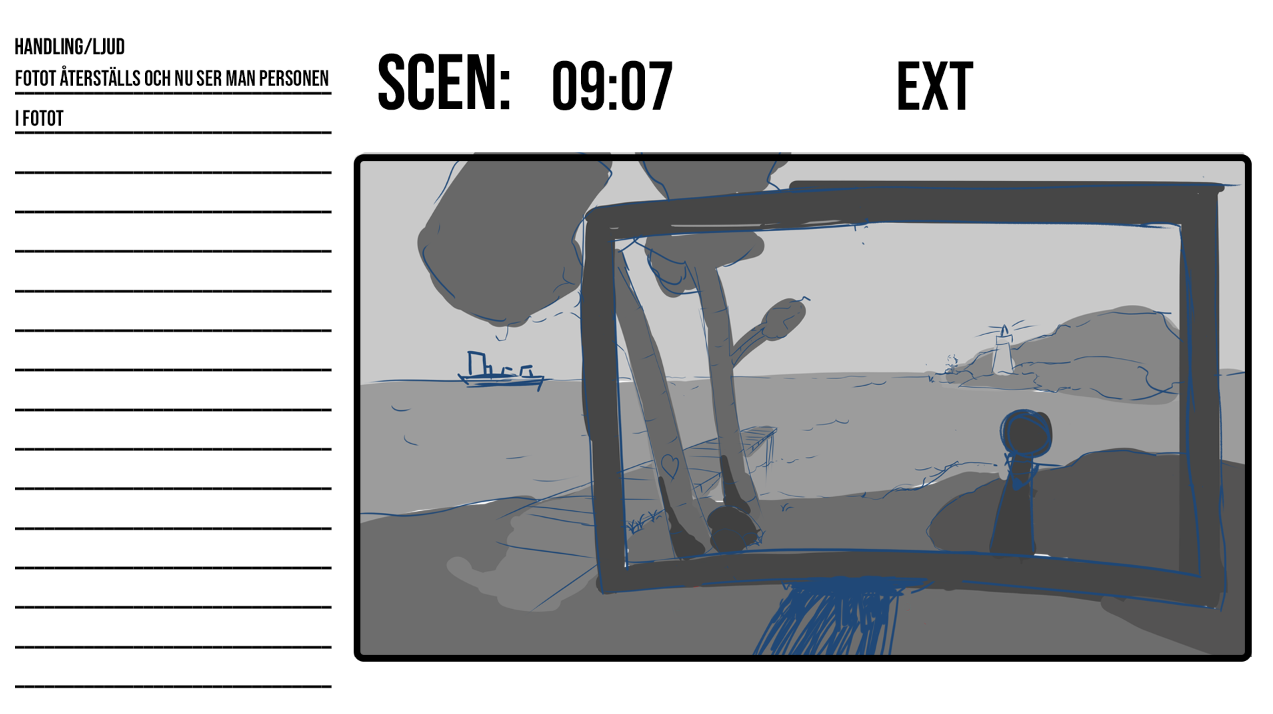 HANDLING/LJUD
FOTOT ÅTERSTÄLLS OCH NU SER MAN PERSONEN
I FOTOT
SCEN: 09:07 EXT